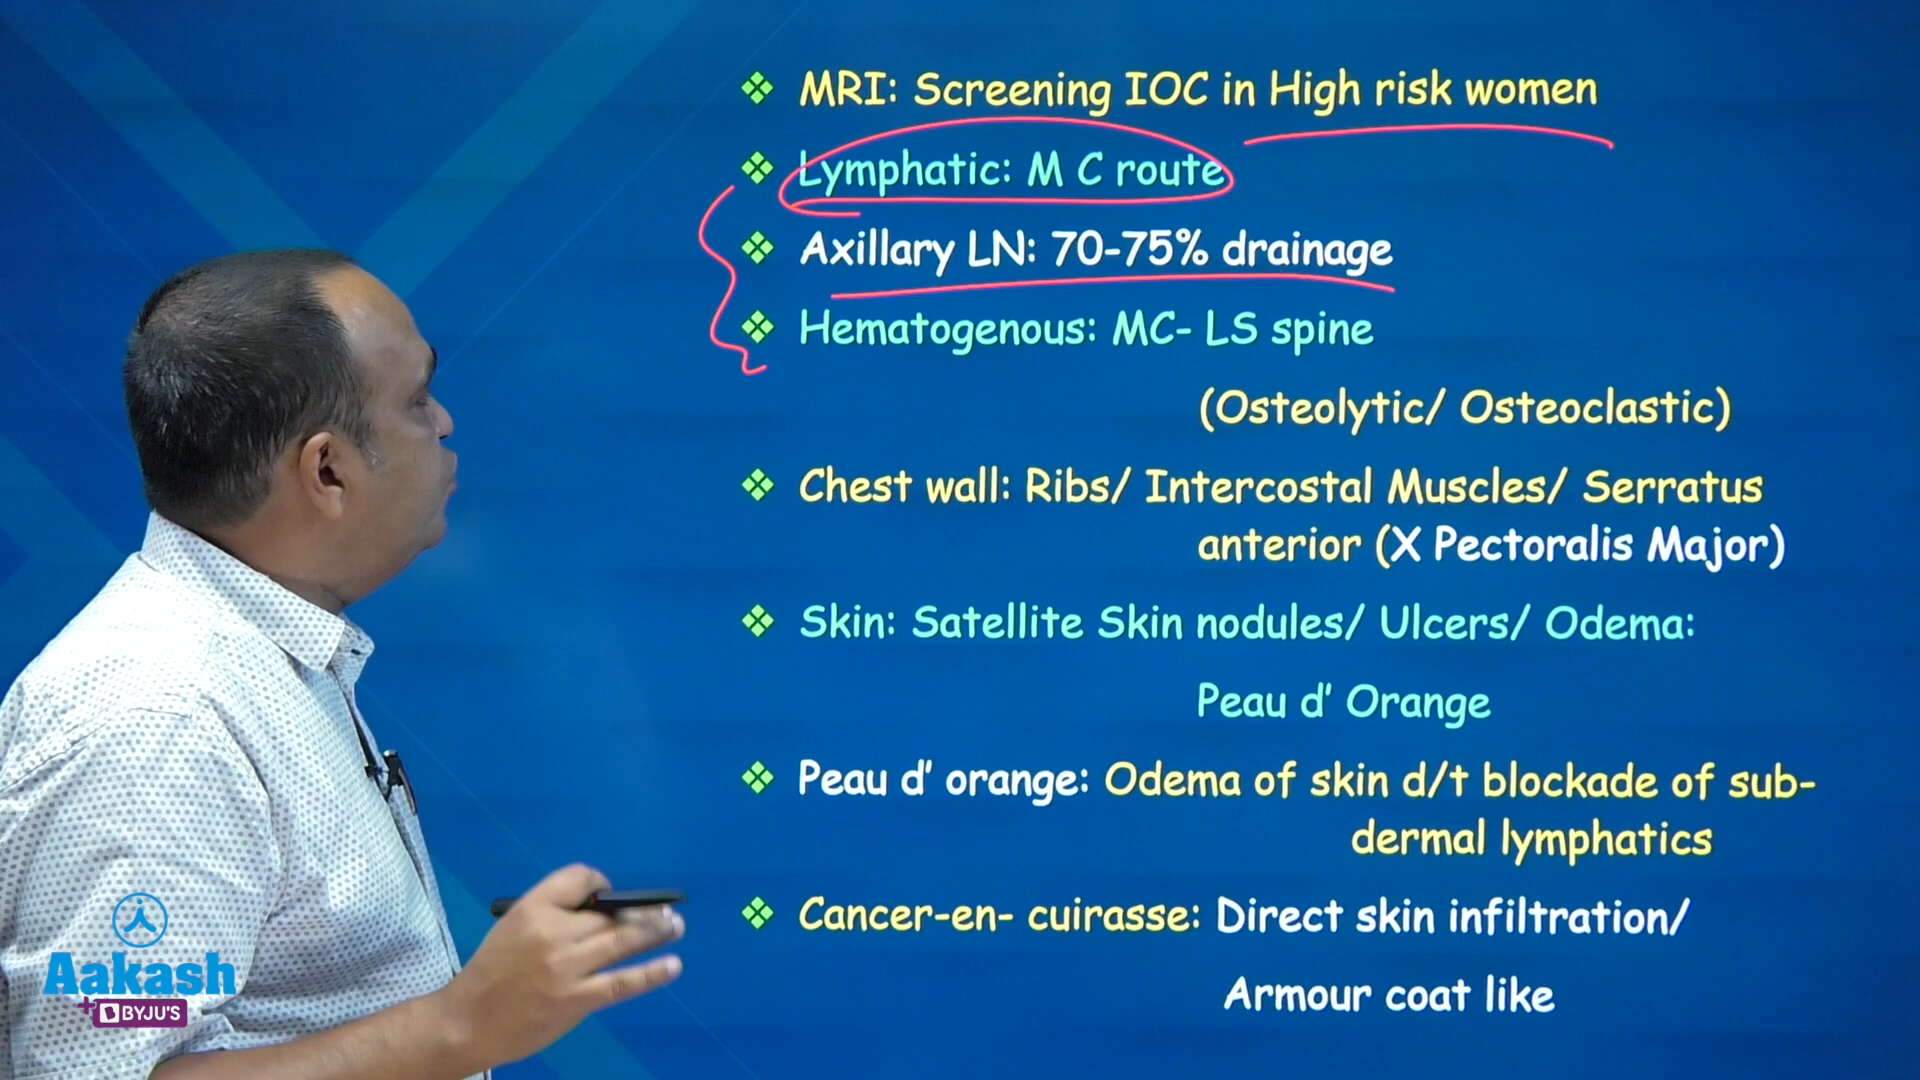 MRI: Screening IOC in High risk women
Lymphatic: M C route
Axillary LN: 70-75% drainage
Hematogenous: MC- LS spine
(Osteolytic/ Osteoclastic)
Chest wall: Ribs/ Intercostal Muscles/ Serratus
anterior (X Pectoralis Major)
Skin: Satellite Skin nodules/ Ulcers/ Odema:
Peau d' Orange
Peau d' orange: Odema of skin d/t blockade of sub-
dermal lymphatics
Cancer-en- cuirasse: Direct skin infiltration/
Armour coat like
Aakash
+BYJU'S